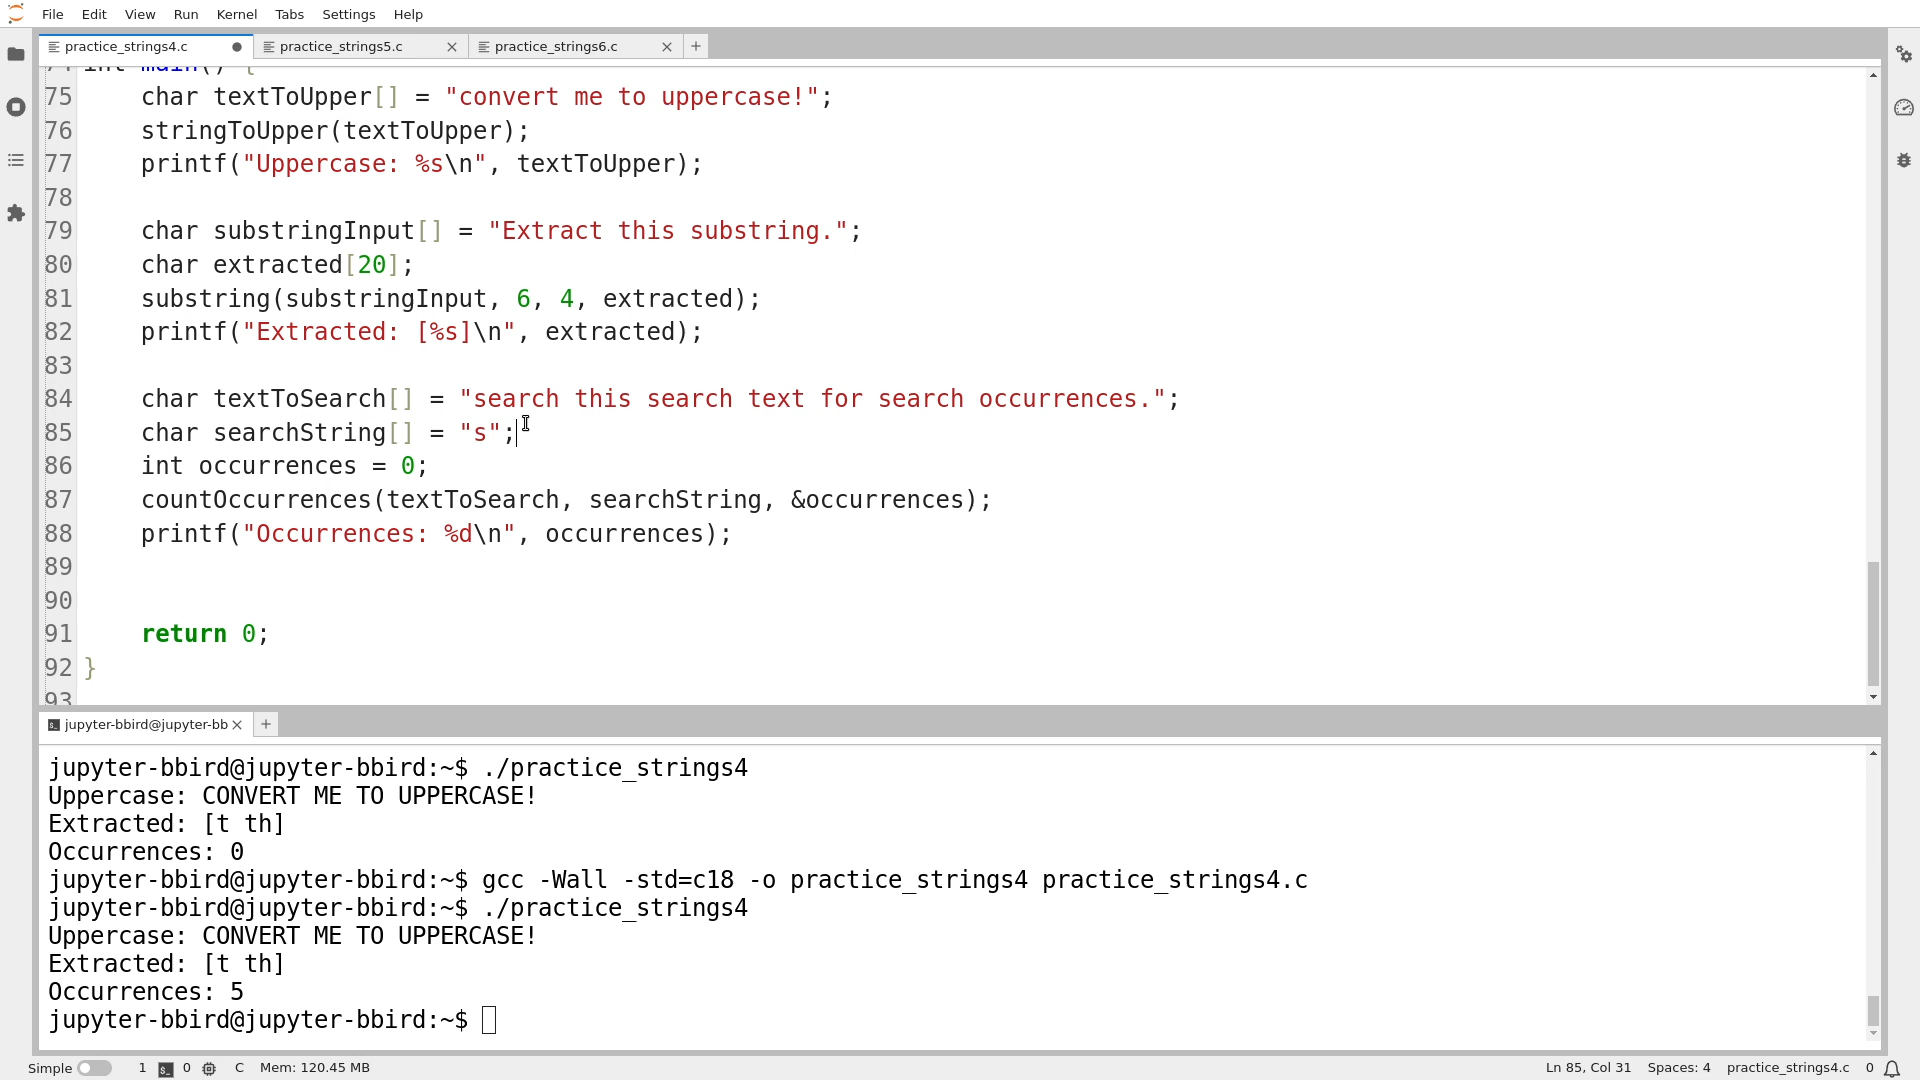 File Edit View Run Kernel Tabs Settings Help
practice_strings4.c practice_strings5.c practice_strings6.c
74 int main() {
75 char textToUpper[] = "convert me to uppercase!";
76 stringToUpper(textToUpper);
77 printf("Uppercase: %s\n", textToUpper);
78
79 char substringInput[] = "Extract this substring.";
80 char extracted[20];
81 substring(substringInput, 6, 4, extracted);
82 printf("Extracted: [%s]\n", extracted);
83
84 char textToSearch[] = "search this search text for search occurrences.";
85 char searchString[] = "s";
86 int occurrences = 0;
87 countOccurrences(textToSearch, searchString, &occurrences);
88 printf("Occurrences: %d\n", occurrences);
89
90
91 return 0;
92 }
93
jupyter-bbird@jupyter-bb
jupyter-bbird@jupyter-bbird:~$ ./practice_strings4
Uppercase: CONVERT ME TO UPPERCASE!
Extracted: [t th]
Occurrences: 0
jupyter-bbird@jupyter-bbird:~$ gcc -Wall -std=c18 -o practice_strings4 practice_strings4.c
jupyter-bbird@jupyter-bbird:~$ ./practice_strings4
Uppercase: CONVERT ME TO UPPERCASE!
Extracted: [t th]
Occurrences: 5
jupyter-bbird@jupyter-bbird:~$
Simple 1 0 C Mem: 120.45 MB Ln 85, Col 31 Spaces: 4 practice_strings4.c 0